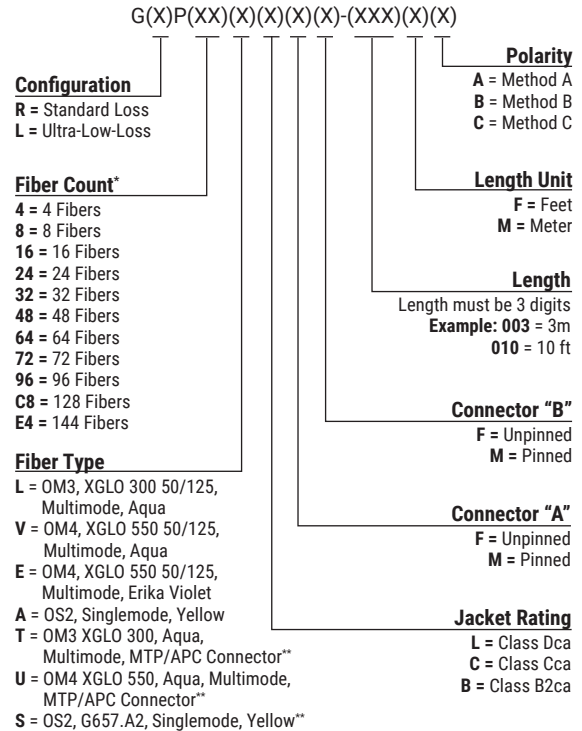 G(X)P(XX)(X)(X)(X)(X)-(XXX)(X)(X)
Configuration
R = Standard Loss
L = Ultra-Low-Loss
Fiber Count*
4 = 4 Fibers
8 = 8 Fibers
16 = 16 Fibers
24 = 24 Fibers
32 = 32 Fibers
48 = 48 Fibers
64 = 64 Fibers
72 = 72 Fibers
96 = 96 Fibers
C8 = 128 Fibers
E4 = 144 Fibers
Fiber Type
L = OM3, XGLO 300 50/125,
Multimode, Aqua
V = OM4, XGLO 550 50/125,
Multimode, Aqua
E = OM4, XGLO 550 50/125,
Multimode, Erika Violet
A = OS2, Singlemode, Yellow
T = OM3 XGLO 300, Aqua,
Multimode, MTP/APC Connector**
U = OM4 XGLO 550, Aqua, Multimode,
MTP/APC Connector**
S = OS2, G657.A2, Singlemode, Yellow**
Polarity
A = Method A
B = Method B
C = Method C
Length Unit
F = Feet
M = Meter
Length
Length must be 3 digits
Example: 003 = 3m
010 = 10 ft
Connector “B”
F = Unpinned
M = Pinned
Connector “A”
F = Unpinned
M = Pinned
Jacket Rating
L = Class Dca
C = Class Cca
B = Class B2ca